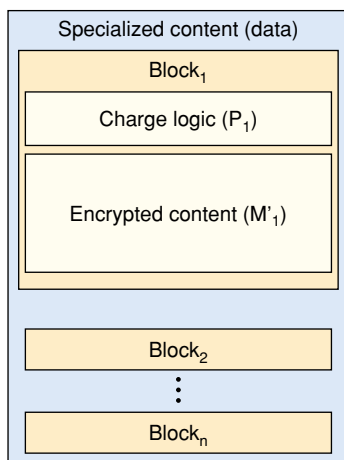 Specialized content (data)
Block₁
Charge logic (P₁)
Encrypted content (M'₁)
Block₂
Blockₙ